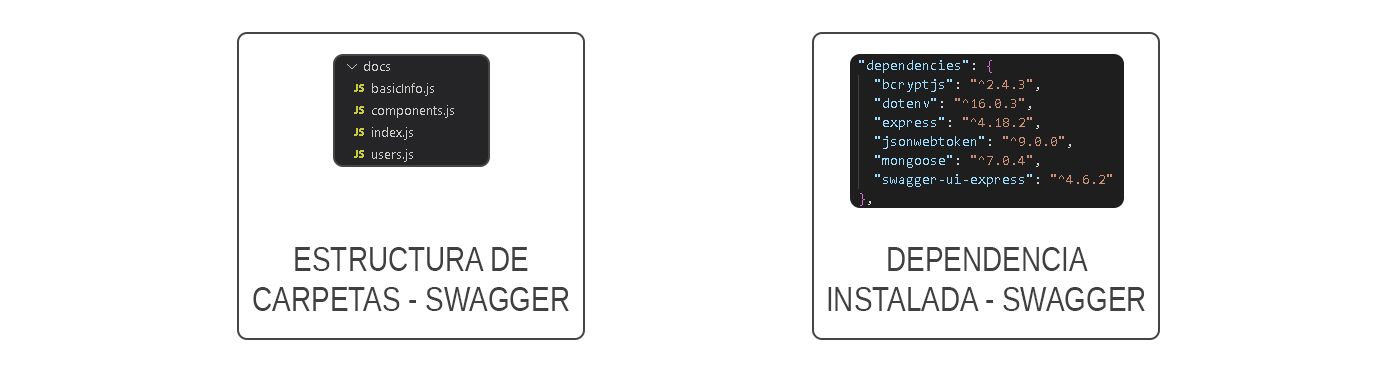 docs
JS basicInfo.js
JS components.js
JS index.js
JS users.js
ESTRUCTURA DE
CARPETAS - SWAGGER
"dependencies": {
"bcryptjs": "^2.4.3",
"dotenv": "^16.0.3",
"express": "^4.18.2",
"jsonwebtoken": "^9.0.0",
"mongoose": "^7.0.4",
"swagger-ui-express": "^4.6.2"
},
DEPENDENCIA
INSTALADA - SWAGGER